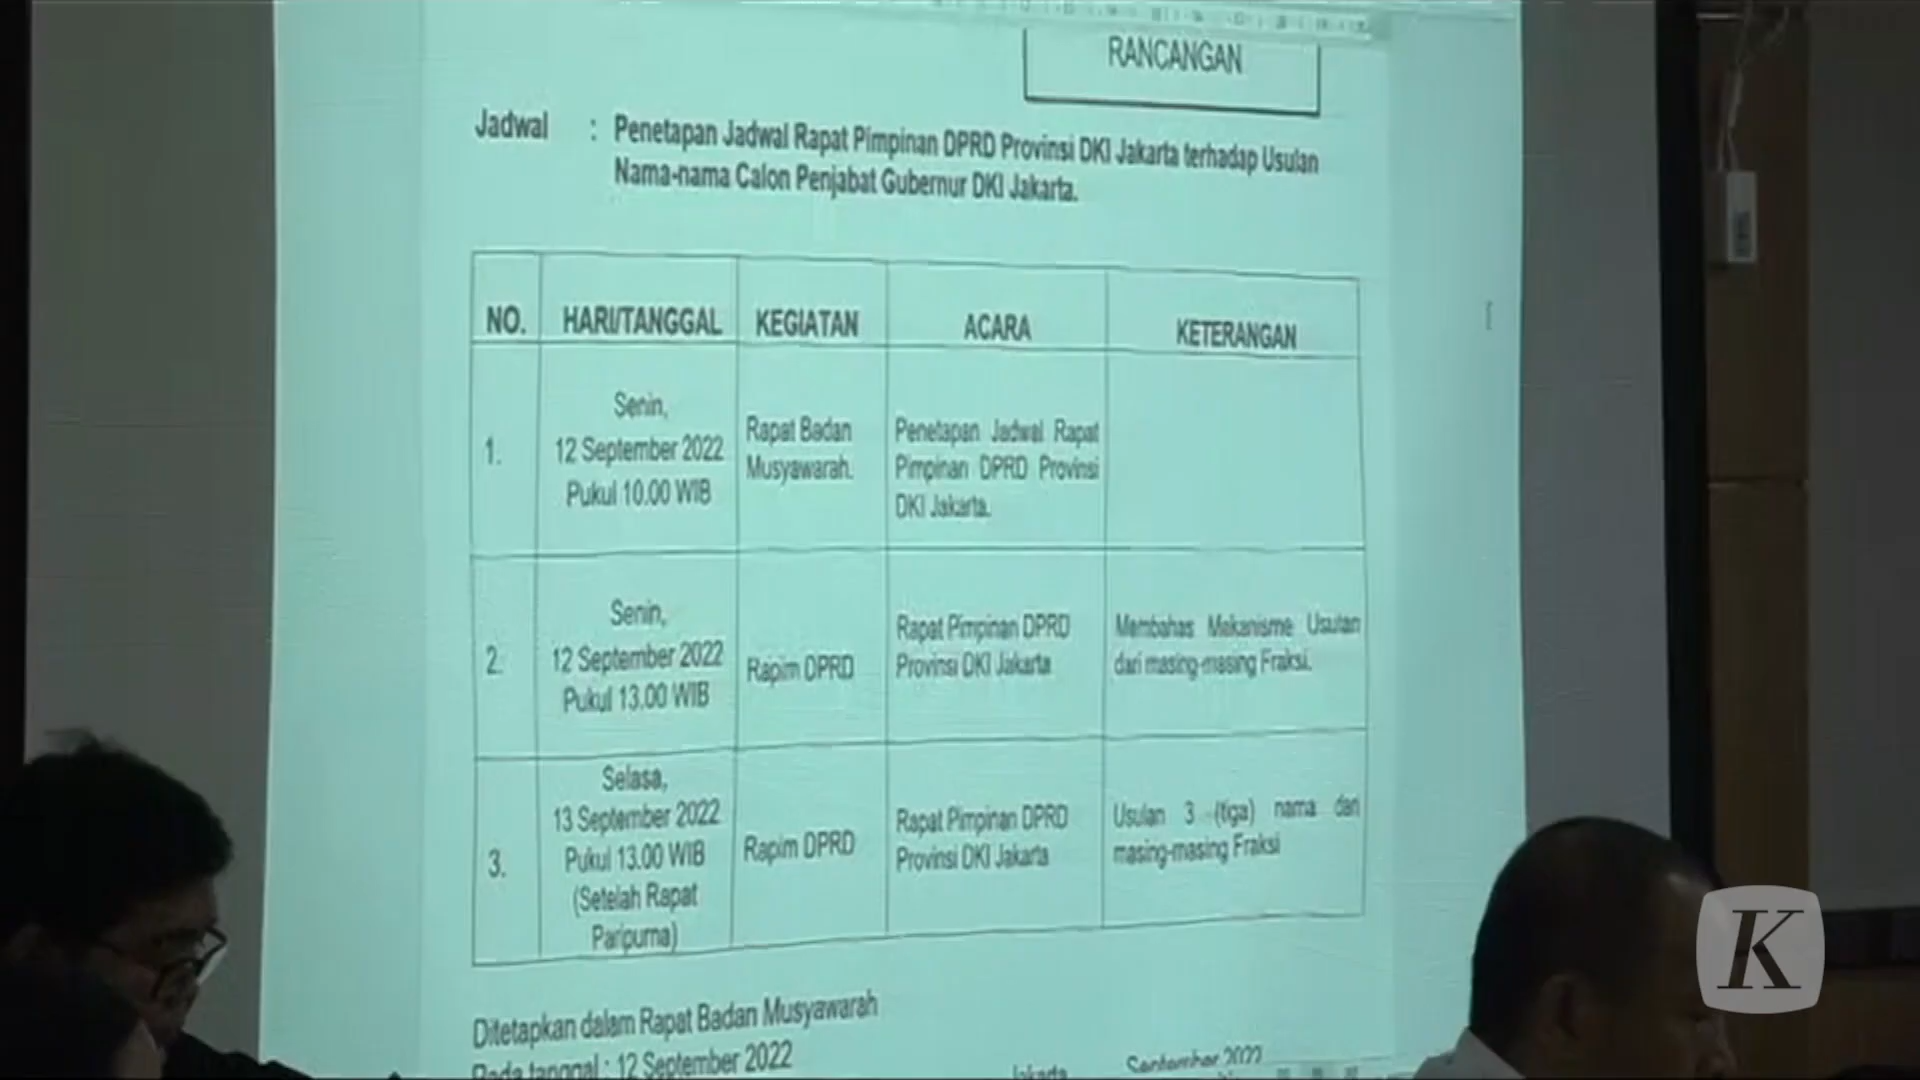 RANCANGAN
Jadwal : Penetapan Jadwal Rapat Pimpinan DPRD Provinsi DKI Jakarta terhadap Usulan
Nama-nama Calon Penjabat Gubernur DKI Jakarta.
NO. HARI/TANGGAL KEGIATAN ACARA KETERANGAN
1.
Senin,
12 September 2022
Pukul 10.00 WIB
Rapat Badan
Musyawarah.
Penetapan Jadwal Rapat
Pimpinan DPRD Provinsi
DKI Jakarta.
2.
Senin,
12 September 2022
Pukul 13.00 WIB
Rapim DPRD
Rapat Pimpinan DPRD
Provinsi DKI Jakarta
Membahas Mekanisme Usulan
dari masing-masing Fraksi.
3.
Selasa,
13 September 2022
Pukul 13.00 WIB
(Setelah Rapat
Paripurna)
Rapim DPRD
Rapat Pimpinan DPRD
Provinsi DKI Jakarta
Usulan 3 (tiga) nama dari
masing-masing Fraksi
Ditetapkan dalam Rapat Badan Musyawarah
Pada tanggal : 12 September 2022
Jakarta, September 2022
K